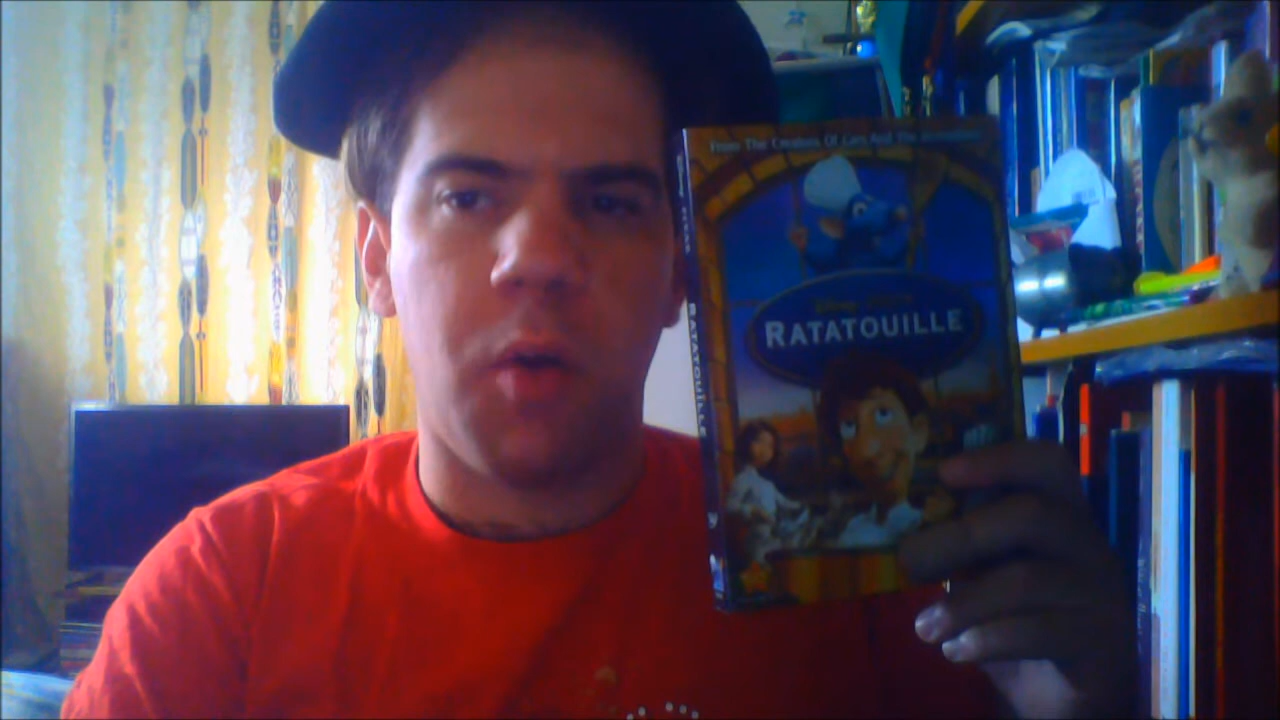 From The Creators Of Cars And The Incredibles
RATATOUILLE
RATATOUILLE